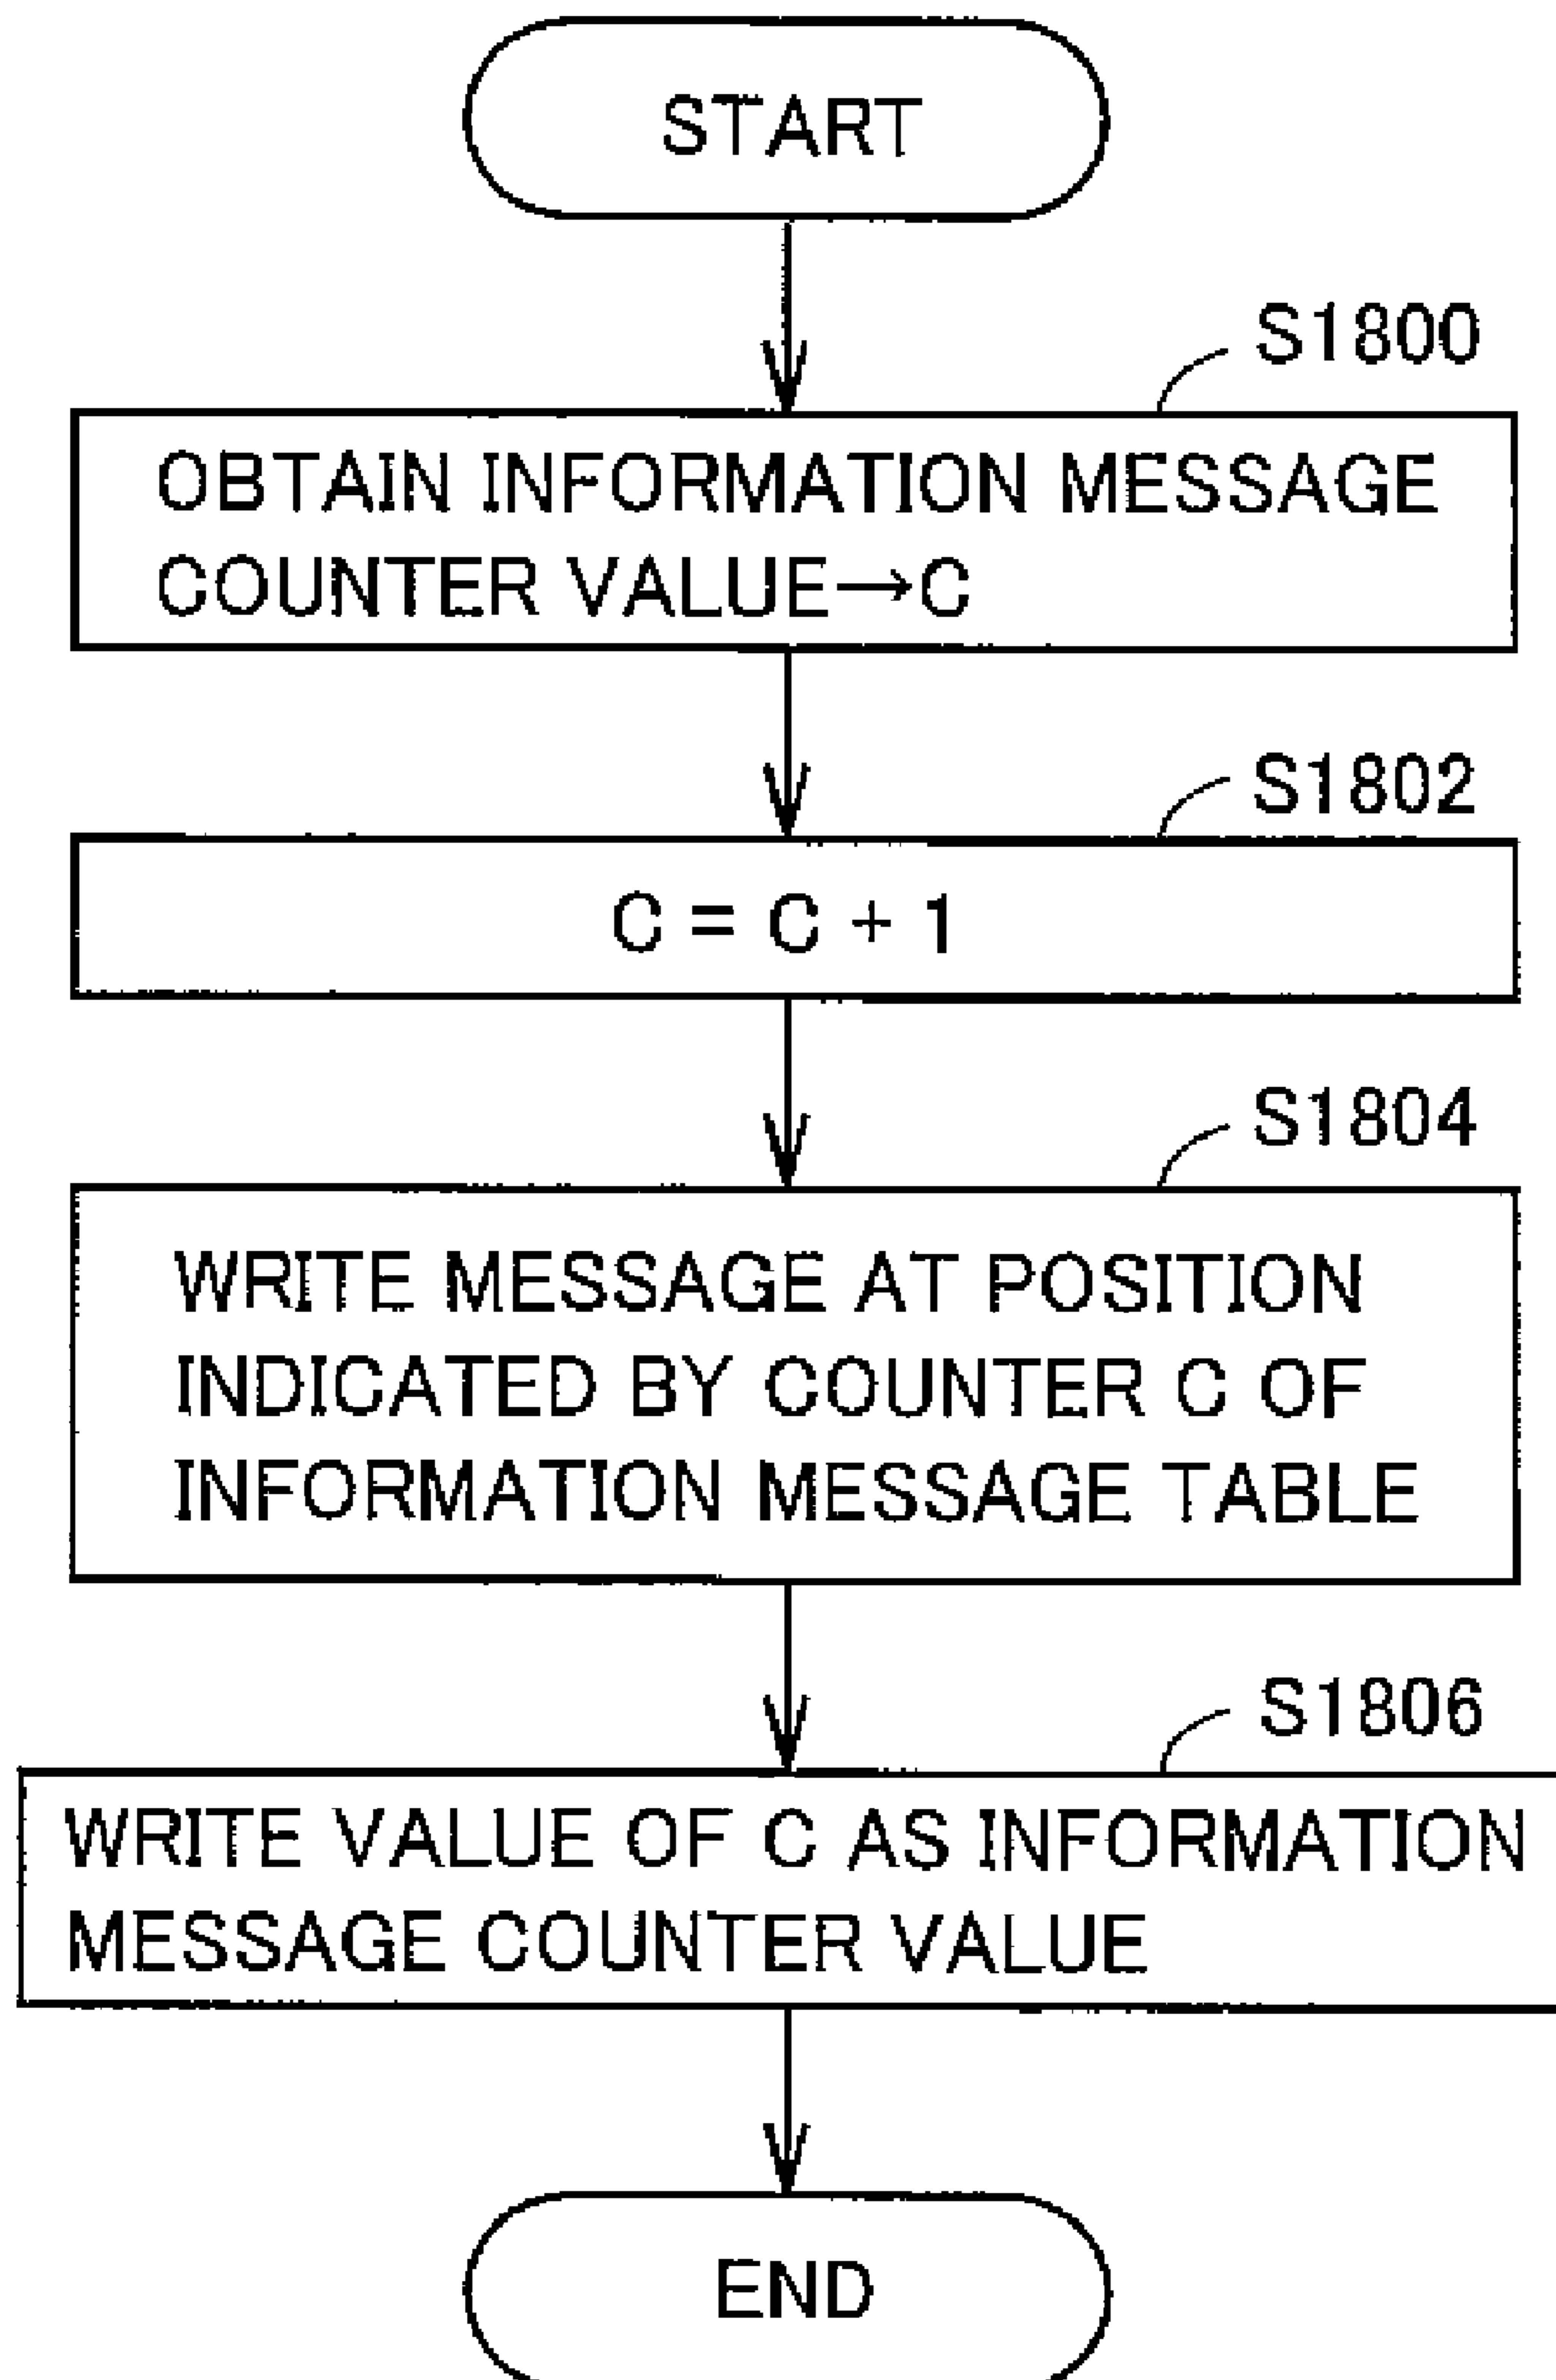 START
S1800
OBTAIN INFORMATION MESSAGE
COUNTER VALUE→C
S1802
C = C + 1
S1804
WRITE MESSAGE AT POSITION
INDICATED BY COUNTER C OF
INFORMATION MESSAGE TABLE
S1806
WRITE VALUE OF C AS INFORMATION
MESSAGE COUNTER VALUE
END